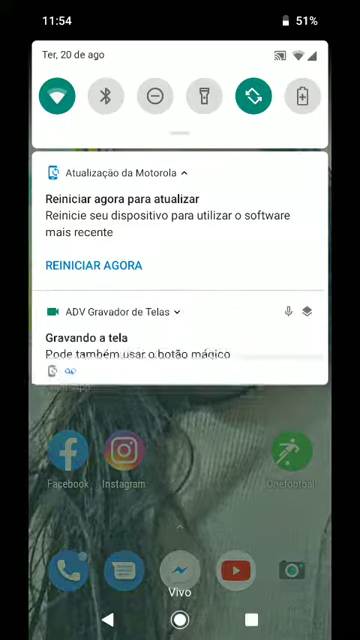 11:54
51%
Ter, 20 de ago
Atualização da Motorola
Reiniciar agora para atualizar
Reinicie seu dispositivo para utilizar o software
mais recente
REINICIAR AGORA
ADV Gravador de Telas
Gravando a tela
Pode também usar o botão mágico
Facebook
Instagram
Onefootball
Vivo